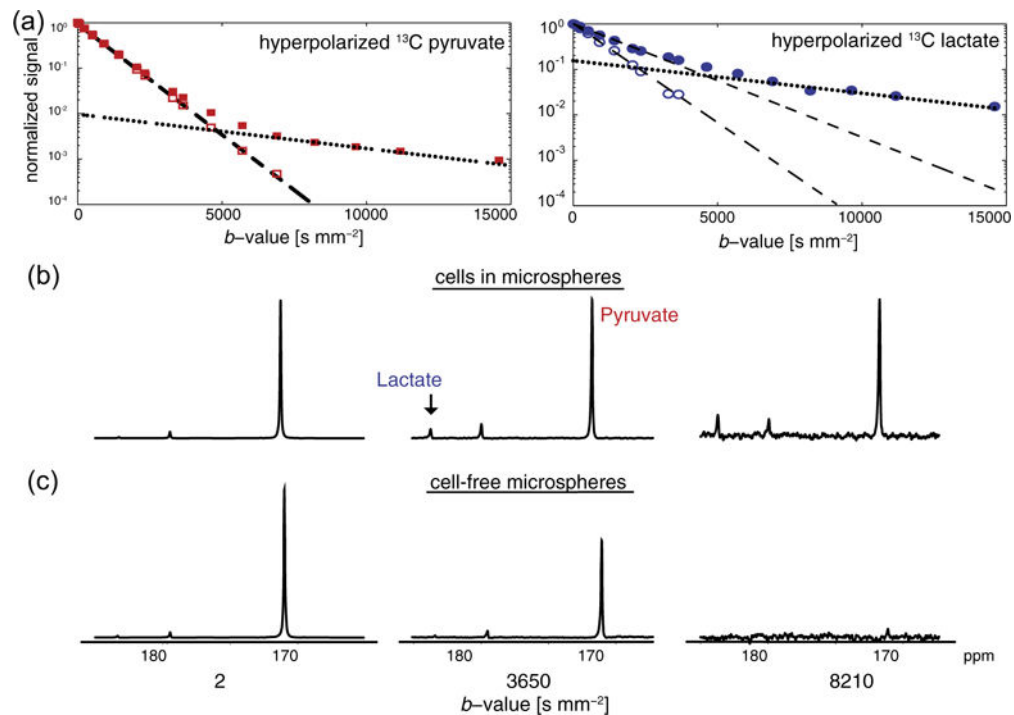 (a)
hyperpolarized ¹³C pyruvate
normalized signal
10⁰
10⁻¹
10⁻²
10⁻³
10⁻⁴
0 5000 10000 15000
b–value [s mm⁻²]
hyperpolarized ¹³C lactate
10⁰
10⁻¹
10⁻²
10⁻³
10⁻⁴
0 5000 10000 15000
b–value [s mm⁻²]
(b)
cells in microspheres
Pyruvate
Lactate
(c)
cell-free microspheres
180 170 180 170 180 170 ppm
2 3650 8210
b–value [s mm⁻²]